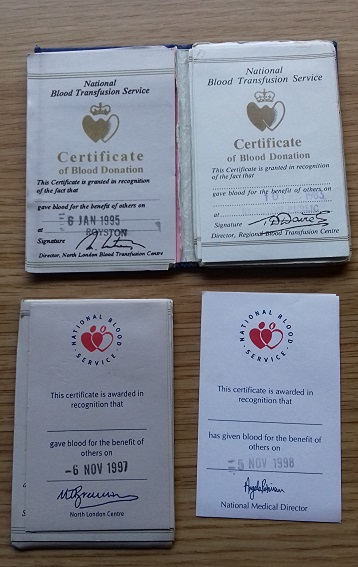 National
Blood Transfusion Service
Certificate
of Blood Donation
This Certificate is granted in recognition
of the fact that
gave blood for the benefit of others on
6 JAN 1995
at ROYSTON
Signature
Director, North London Blood Transfusion Centre
National
Blood Transfusion Service
Certificate
of Blood Donation
This Certificate is granted in recognition
of the fact that
gave blood for the benefit of others on
at
Signature
Director, Regional Blood Transfusion Centre
NATIONAL BLOOD
SERVICE
This certificate is awarded in
recognition that
gave blood for the benefit of
others on
-6 NOV 1997
North London Centre
NATIONAL BLOOD
SERVICE
This certificate is awarded in
recognition that
has given blood for the benefit of
others on
5 NOV 1998
National Medical Director